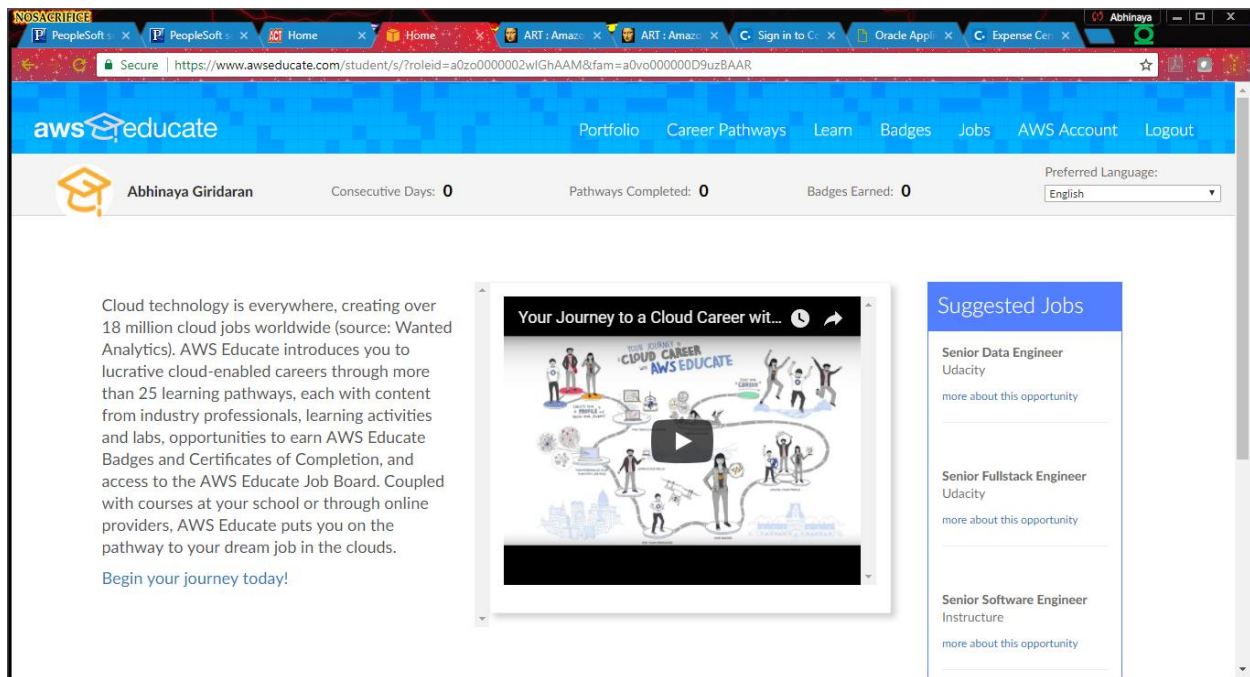 NOSACRIFICE
Abhinaya
PeopleSoft
PeopleSoft
ACT Home
Home
ART : Amazo
ART : Amazo
C. Sign in to Cc
Oracle Appli
C. Expense Cen
Secure | https://www.awseducate.com/student/s/?roleid=a0zo0000002wIGhAAM&fam=a0vo000000D9uzBAAR
aws educate
Portfolio Career Pathways Learn Badges Jobs AWS Account Logout
Abhinaya Giridaran
Consecutive Days: 0
Pathways Completed: 0
Badges Earned: 0
Preferred Language:
English
Cloud technology is everywhere, creating over
18 million cloud jobs worldwide (source: Wanted
Analytics). AWS Educate introduces you to
lucrative cloud-enabled careers through more
than 25 learning pathways, each with content
from industry professionals, learning activities
and labs, opportunities to earn AWS Educate
Badges and Certificates of Completion, and
access to the AWS Educate Job Board. Coupled
with courses at your school or through online
providers, AWS Educate puts you on the
pathway to your dream job in the clouds.
Begin your journey today!
Your Journey to a Cloud Career wit...
YOUR JOURNEY to a
CLOUD CAREER
with AWS EDUCATE
Suggested Jobs
Senior Data Engineer
Udacity
more about this opportunity
Senior Fullstack Engineer
Udacity
more about this opportunity
Senior Software Engineer
Instructure
more about this opportunity